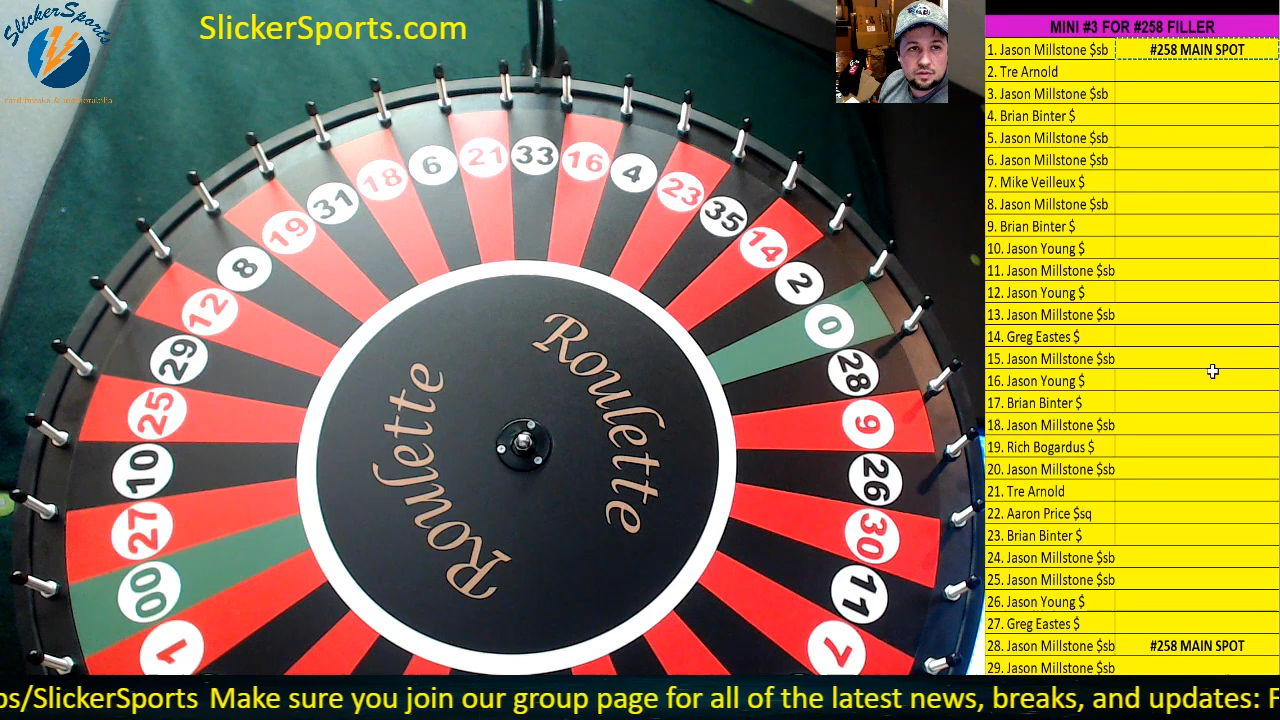 SlickerSports
card breaks & memorabilia
SlickerSports.com
MINI #3 FOR #258 FILLER
1. Jason Millstone $sb #258 MAIN SPOT
2. Tre Arnold
3. Jason Millstone $sb
4. Brian Binter $
5. Jason Millstone $sb
6. Jason Millstone $sb
7. Mike Veilleux $
8. Jason Millstone $sb
9. Brian Binter $
10. Jason Young $
11. Jason Millstone $sb
12. Jason Young $
13. Jason Millstone $sb
14. Greg Eastes $
15. Jason Millstone $sb
16. Jason Young $
17. Brian Binter $
18. Jason Millstone $sb
19. Rich Bogardus $
20. Jason Millstone $sb
21. Tre Arnold
22. Aaron Price $sq
23. Brian Binter $
24. Jason Millstone $sb
25. Jason Millstone $sb
26. Jason Young $
27. Greg Eastes $
28. Jason Millstone $sb #258 MAIN SPOT
29. Jason Millstone $sb
1
00
27
10
25
29
12
8
19
31
18
6
21
33
16
4
23
35
14
2
0
28
9
26
30
11
7
Roulette
Roulette
os/SlickerSports Make sure you join our group page for all of the latest news, breaks, and updates: F